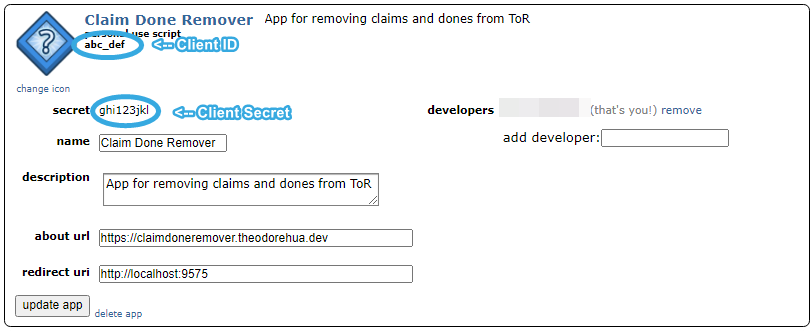 Claim Done Remover App for removing claims and dones from ToR
personal use script
abc_def <-- Client ID
change icon
secret ghi123jkl <-- Client Secret developers (that's you!) remove
name Claim Done Remover add developer:
description App for removing claims and dones from ToR
about url https://claimdoneremover.theodorehua.dev
redirect uri http://localhost:9575
update app delete app